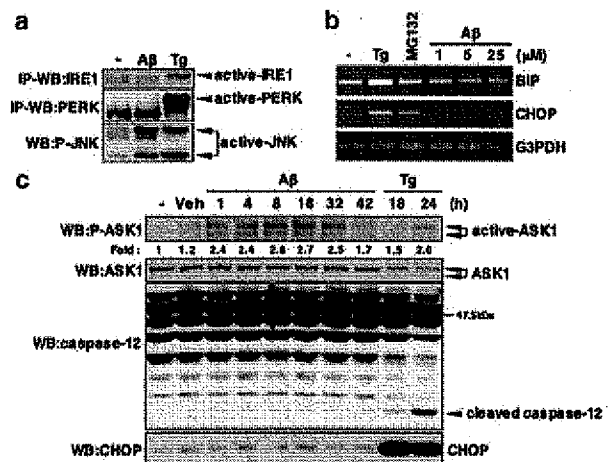 a
- Aβ Tg
IP-WB:IRE1 active-IRE1
IP-WB:PERK active-PERK
WB:P-JNK active-JNK
b
- Tg MG132 Aβ
1 5 25 (μM)
BIP
CHOP
G3PDH
c
Aβ Tg
- Veh 1 4 8 16 32 42 18 24 (h)
WB:P-ASK1 active-ASK1
Fold: 1 1.2 2.4 2.4 2.6 2.7 2.5 1.7 1.5 2.0
WB:ASK1 ASK1
47.5kDa
WB:caspase-12
cleaved caspase-12
WB:CHOP CHOP